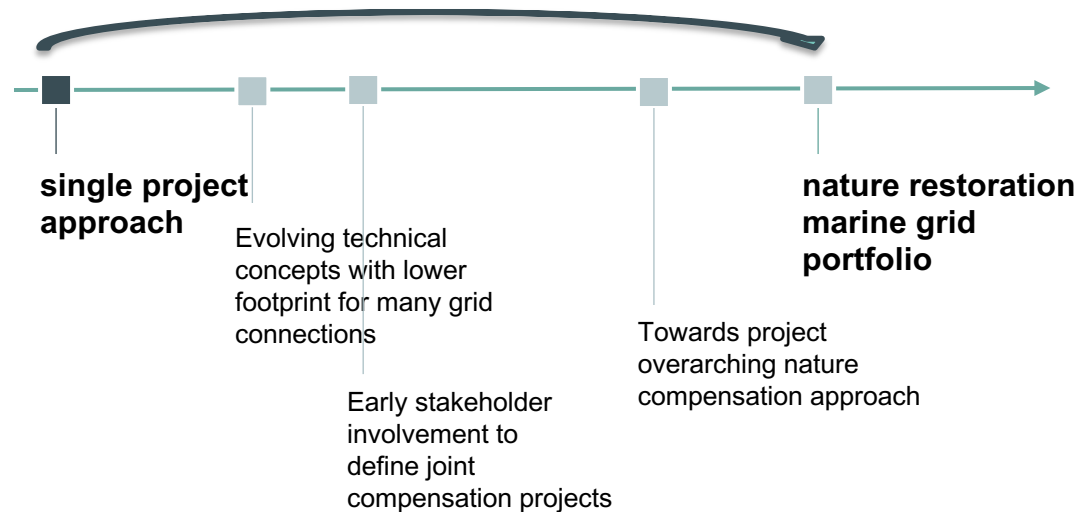 single project
approach
Evolving technical
concepts with lower
footprint for many grid
connections
Early stakeholder
involvement to
define joint
compensation projects
Towards project
overarching nature
compensation approach
nature restoration
marine grid
portfolio